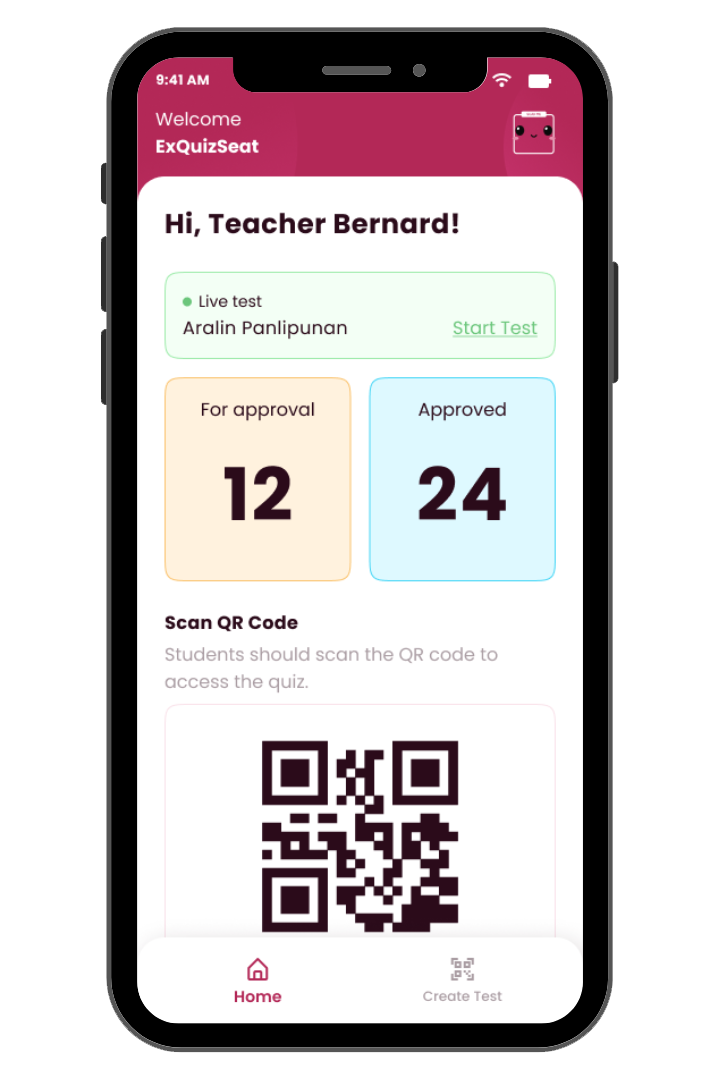 9:41 AM
Welcome
ExQuizSeat
Hi, Teacher Bernard!
Live test
Aralin Panlipunan
Start Test
For approval
Approved
12
24
Scan QR Code
Students should scan the QR code to
access the quiz.
Home
Create Test